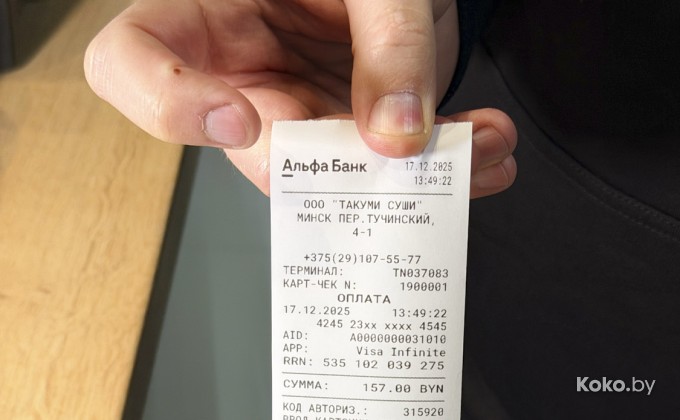 Альфа Банк 17.12.2025
13:49:22
ООО "ТАКУМИ СУШИ"
МИНСК ПЕР.ТУЧИНСКИЙ,
4-1
+375(29)107-55-77
ТЕРМИНАЛ: TN037083
КАРТ-ЧЕК N: 1900001
ОПЛАТА
17.12.2025 13:49:22
4245 23xx xxxx 4545
AID: A0000000031010
APP: Visa Infinite
RRN: 535 102 039 275
СУММА: 157.00 BYN
КОД АВТОРИЗ.: 315920
Koko.by